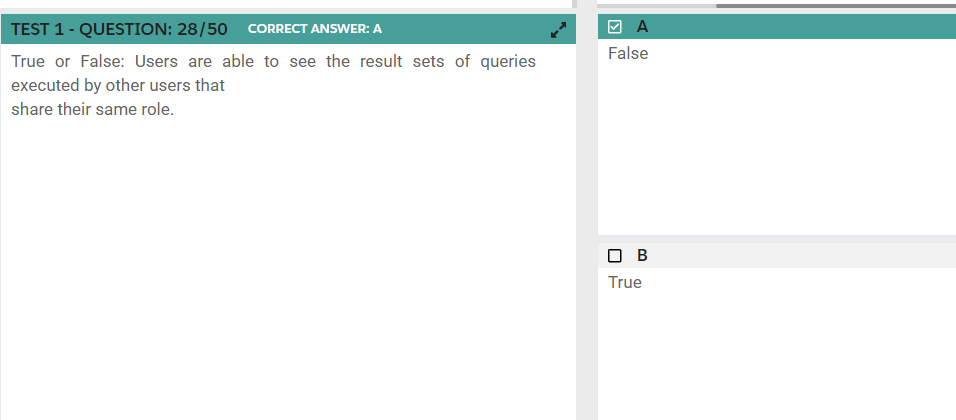 TEST 1 - QUESTION: 28/50 CORRECT ANSWER: A
True or False: Users are able to see the result sets of queries
executed by other users that
share their same role.
A
False
B
True